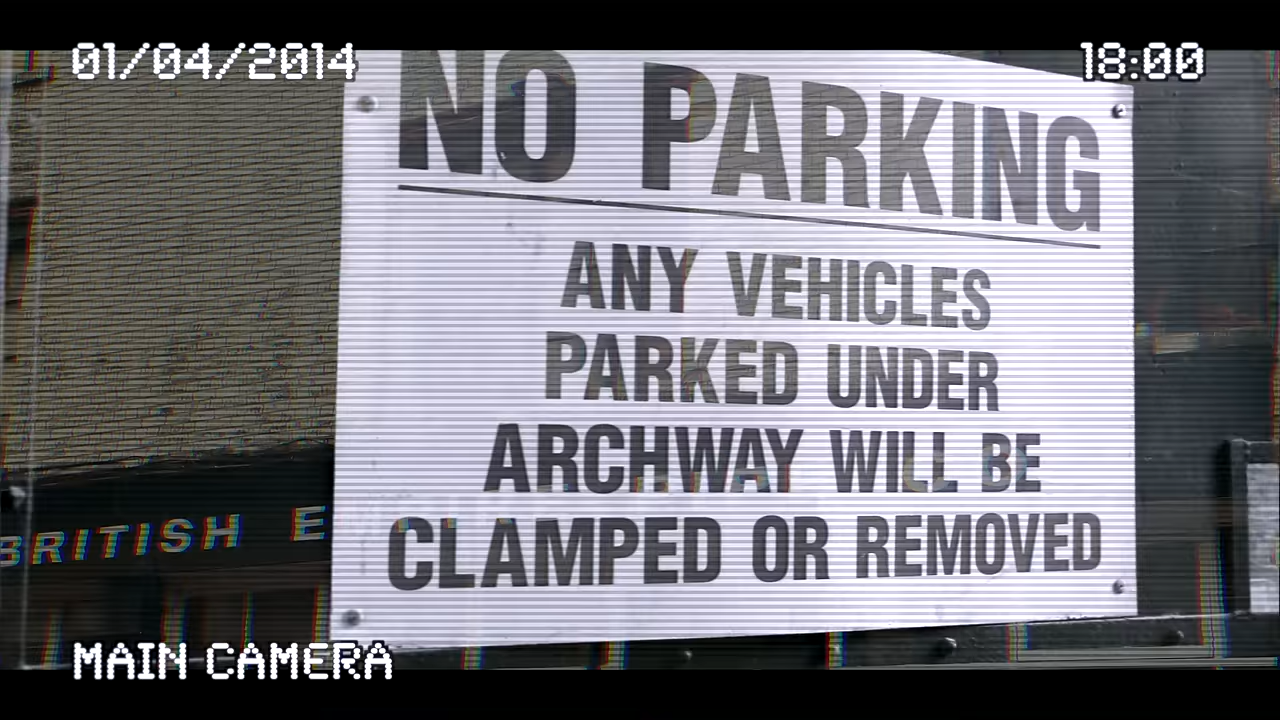 01/04/2014
18:00
NO PARKING
ANY VEHICLES
PARKED UNDER
ARCHWAY WILL BE
CLAMPED OR REMOVED
BRITISH
MAIN CAMERA